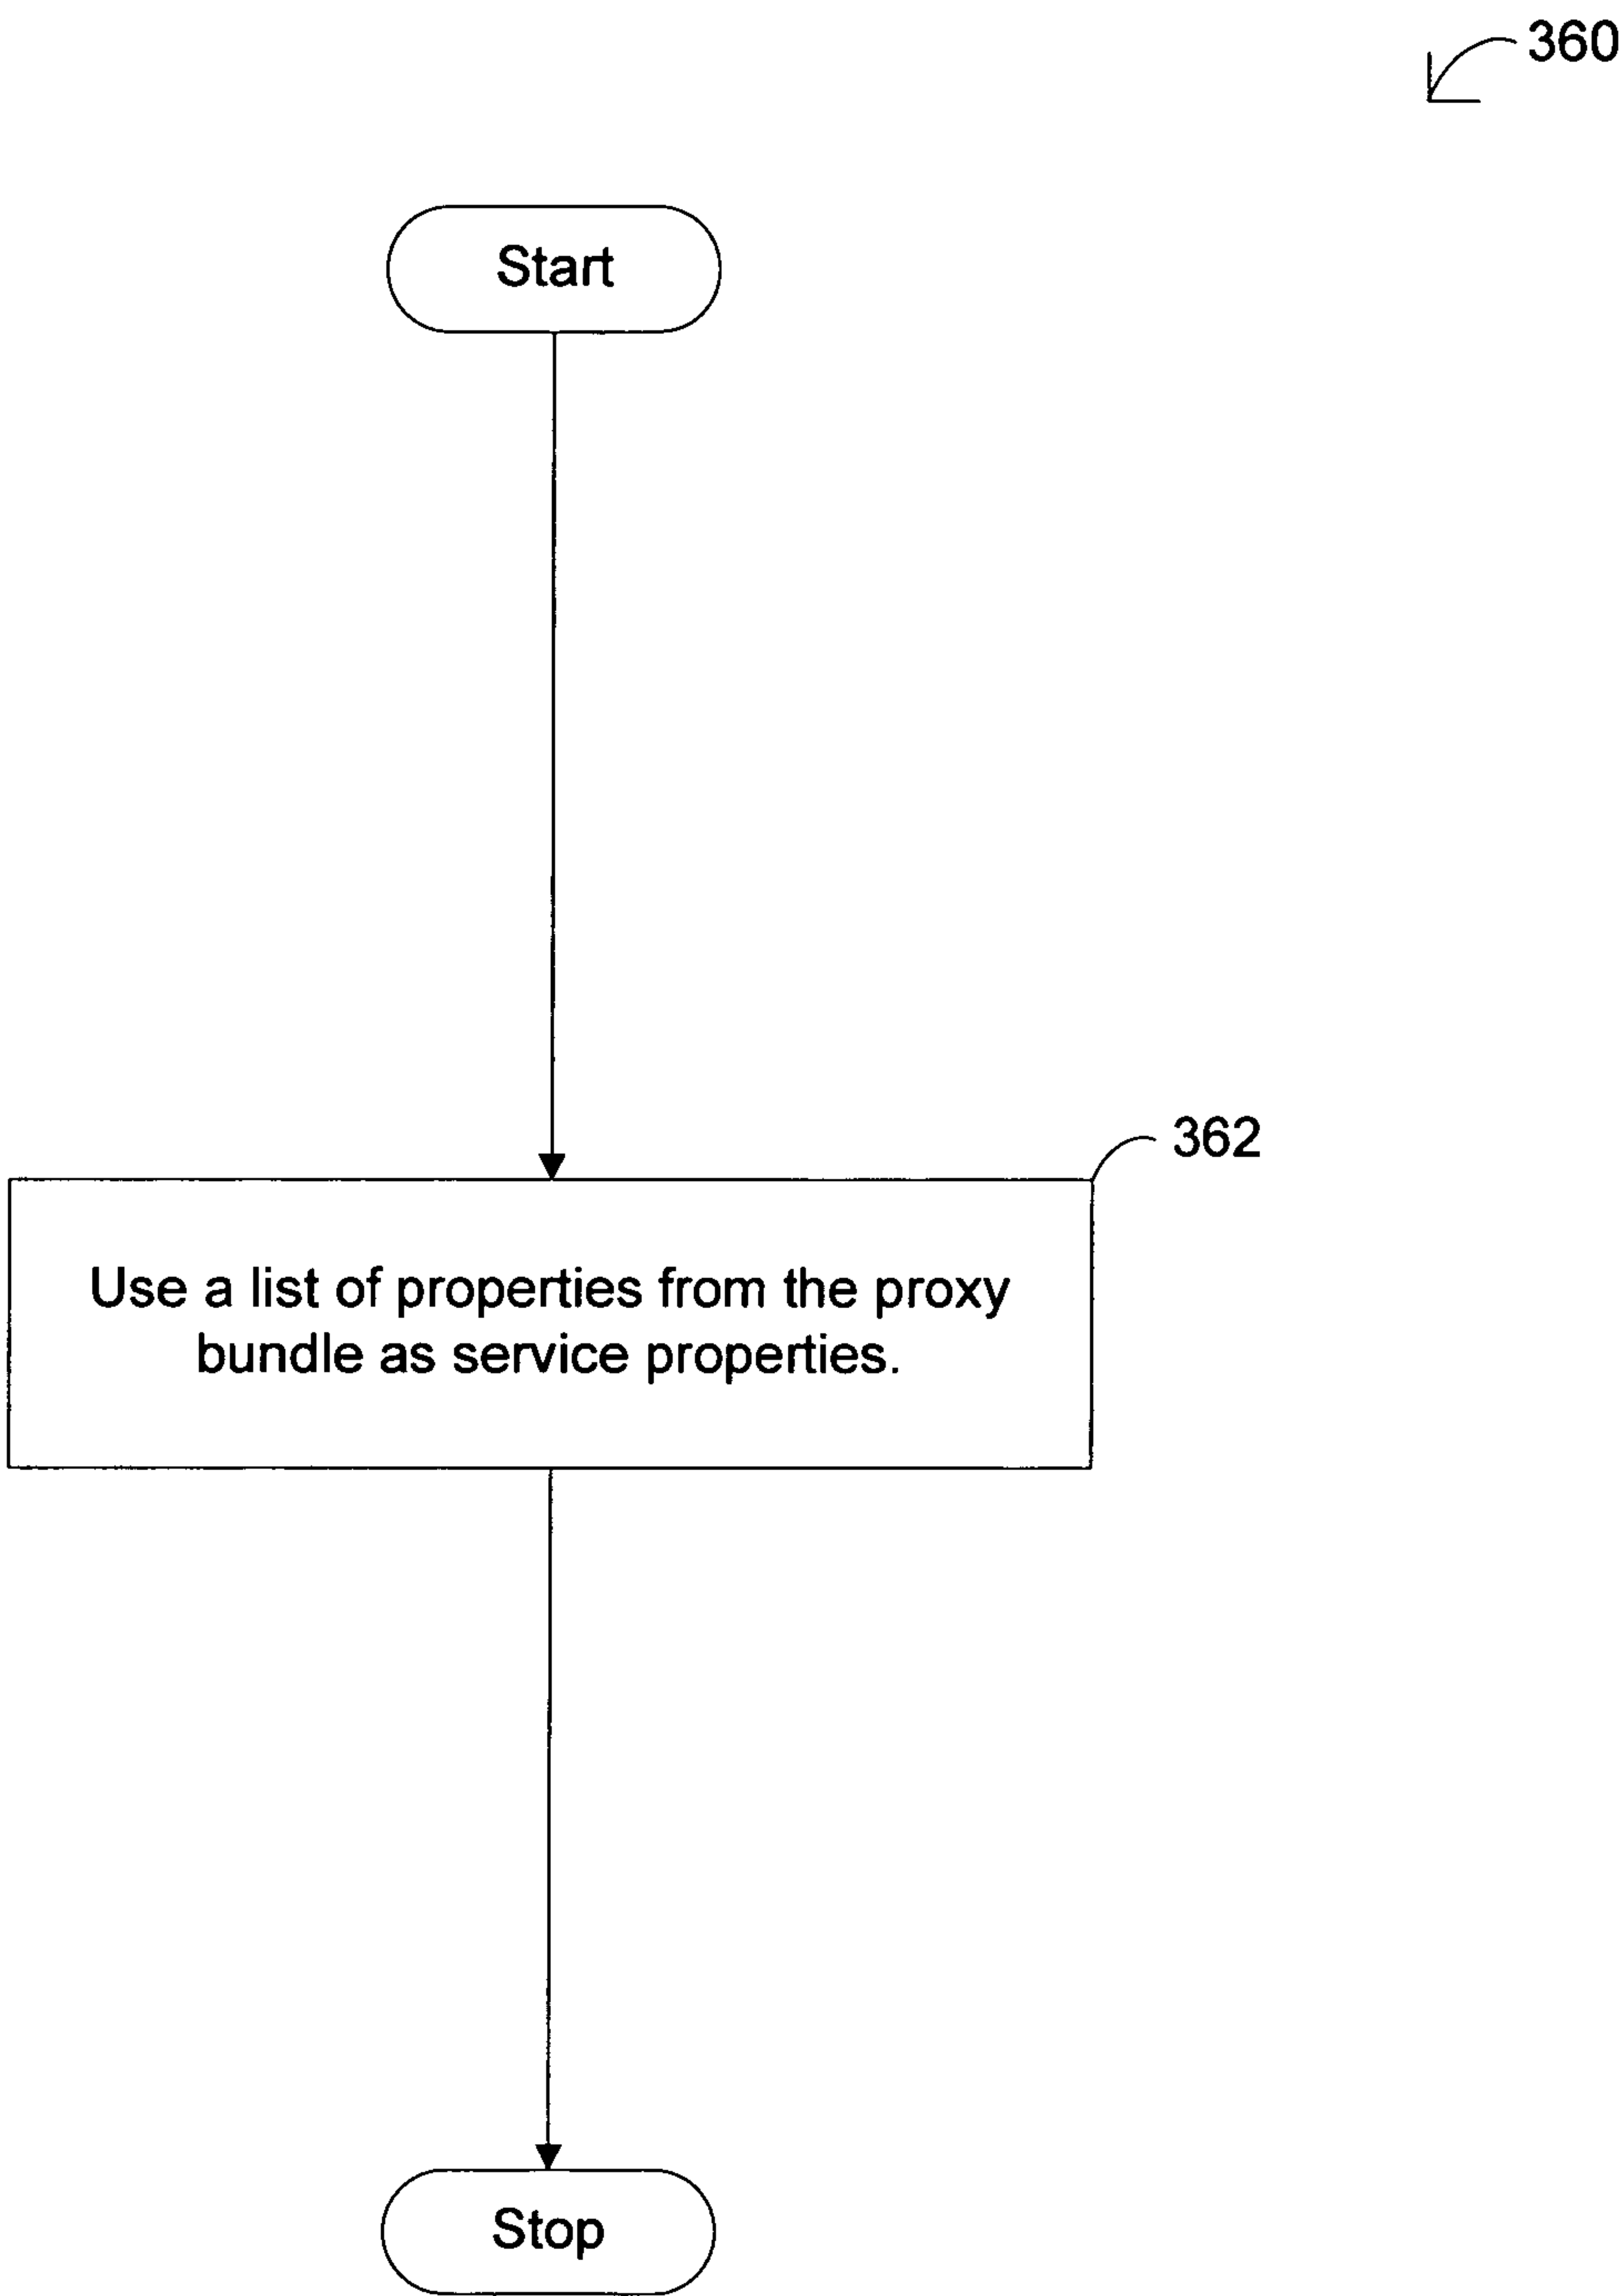 360
Start
362
Use a list of properties from the proxy
bundle as service properties.
Stop